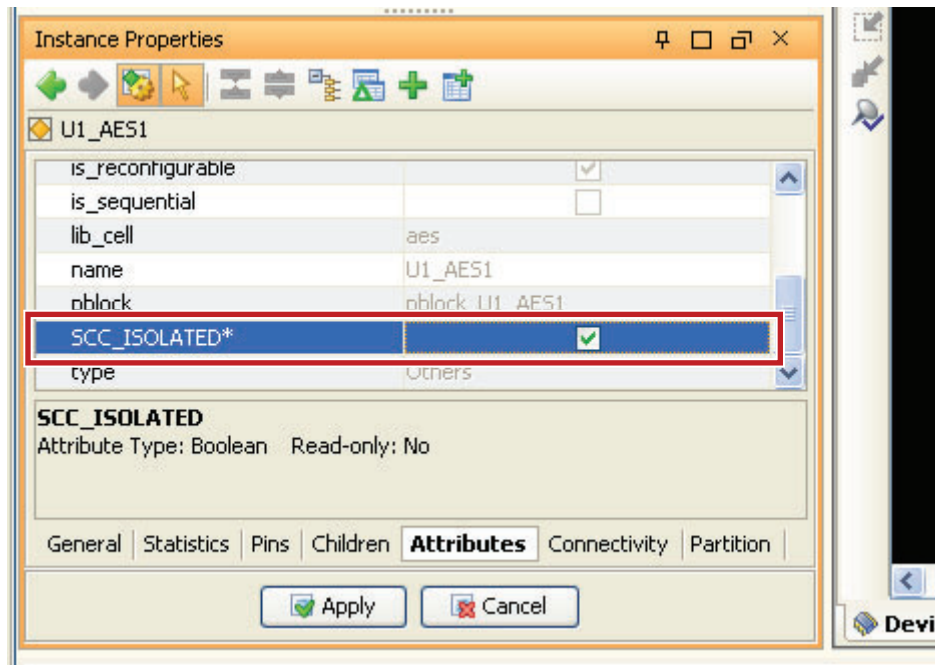 Instance Properties
U1_AES1
is_reconfigurable
is_sequential
lib_cell aes
name U1_AES1
pblock pblock_U1_AES1
SCC_ISOLATED*
type Others
SCC_ISOLATED
Attribute Type: Boolean Read-only: No
General Statistics Pins Children Attributes Connectivity Partition
Apply Cancel
Devi